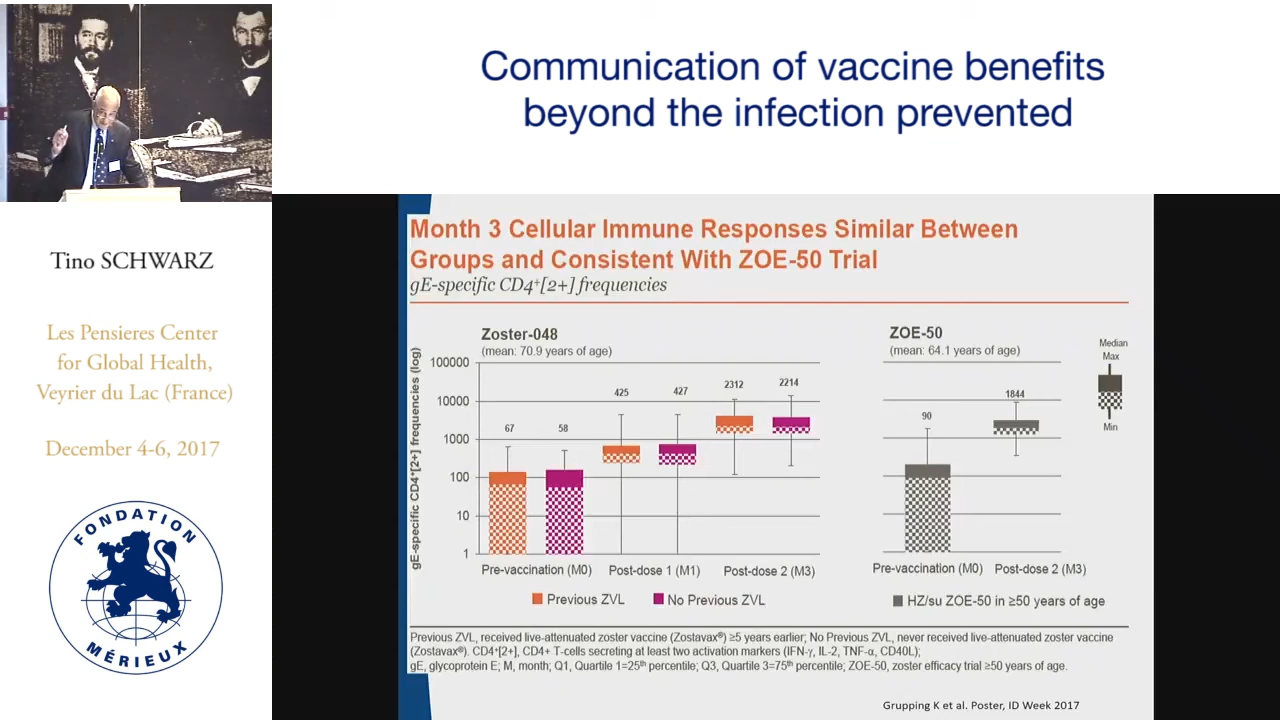 Communication of vaccine benefits
beyond the infection prevented
Tino SCHWARZ
Les Pensieres Center
for Global Health,
Veyrier du Lac (France)
December 4-6, 2017
FONDATION
MÉRIEUX
Month 3 Cellular Immune Responses Similar Between
Groups and Consistent With ZOE-50 Trial
gE-specific CD4⁺[2+] frequencies
Zoster-048
(mean: 70.9 years of age)
gE-specific CD4⁺[2+] frequencies (log)
100000
10000
1000
100
10
1
67
58
425
427
2312
2214
Pre-vaccination (M0)
Post-dose 1 (M1)
Post-dose 2 (M3)
Previous ZVL
No Previous ZVL
ZOE-50
(mean: 64.1 years of age)
90
1844
Pre-vaccination (M0)
Post-dose 2 (M3)
HZ/su ZOE-50 in ≥50 years of age
Median
Max
Min
Previous ZVL, received live-attenuated zoster vaccine (Zostavax®) ≥5 years earlier; No Previous ZVL, never received live-attenuated zoster vaccine
(Zostavax®). CD4⁺[2+], CD4+ T-cells secreting at least two activation markers (IFN-γ, IL-2, TNF-α, CD40L);
gE, glycoprotein E; M, month; Q1, Quartile 1=25th percentile; Q3, Quartile 3=75th percentile; ZOE-50, zoster efficacy trial ≥50 years of age.
Grupping K et al. Poster, ID Week 2017